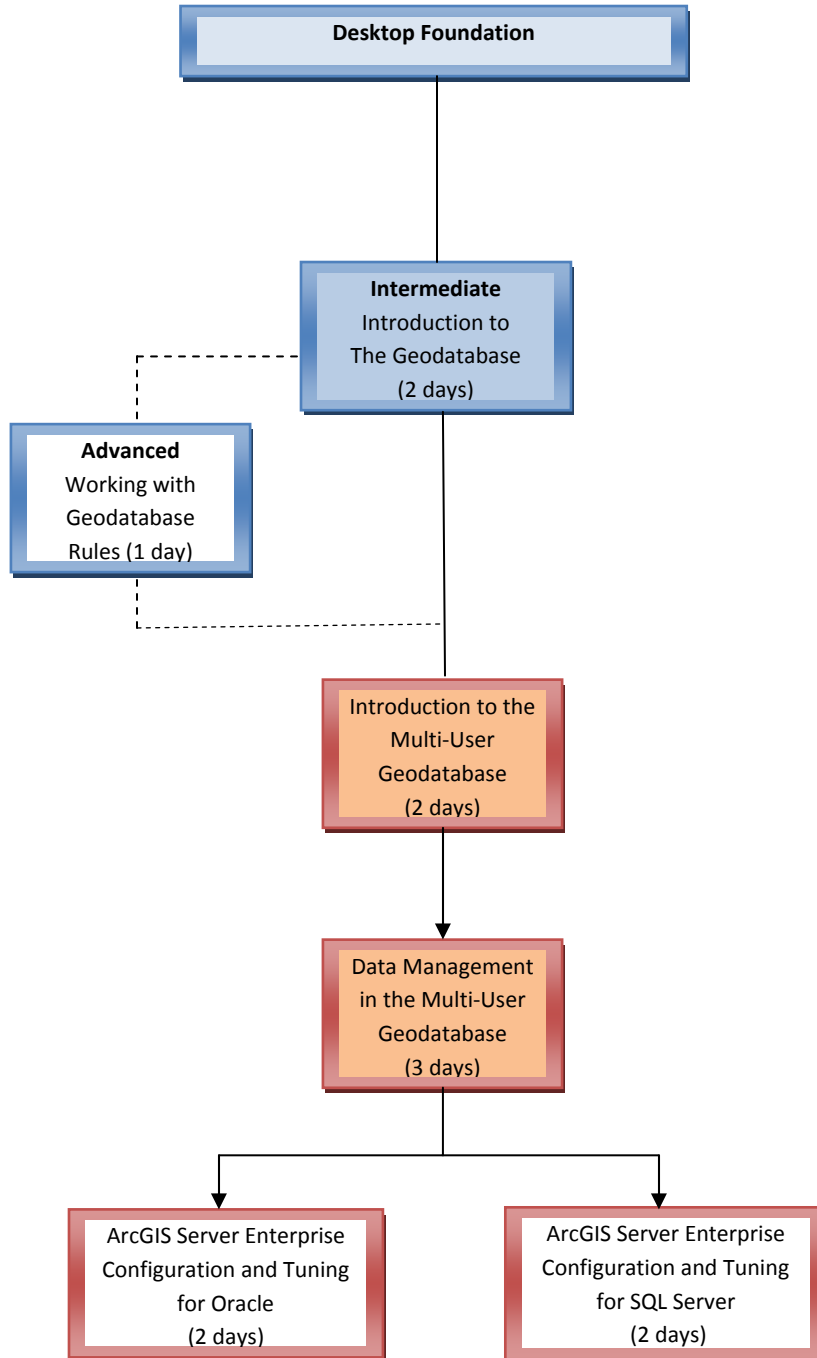 Desktop Foundation
Intermediate
Introduction to
The Geodatabase
(2 days)
Advanced
Working with
Geodatabase
Rules (1 day)
Introduction to the
Multi-User
Geodatabase
(2 days)
Data Management
in the Multi-User
Geodatabase
(3 days)
ArcGIS Server Enterprise
Configuration and Tuning
for Oracle
(2 days)
ArcGIS Server Enterprise
Configuration and Tuning
for SQL Server
(2 days)